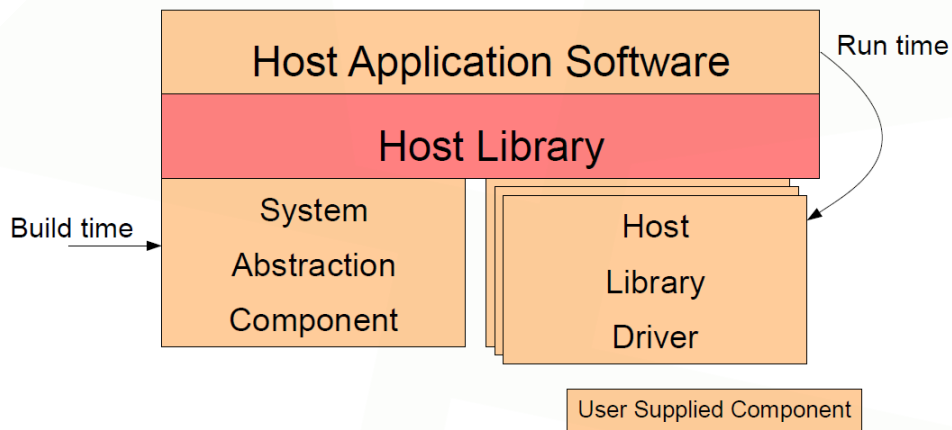 Host Application Software
Run time
Host Library
Build time
System
Abstraction
Component
Host
Library
Driver
User Supplied Component